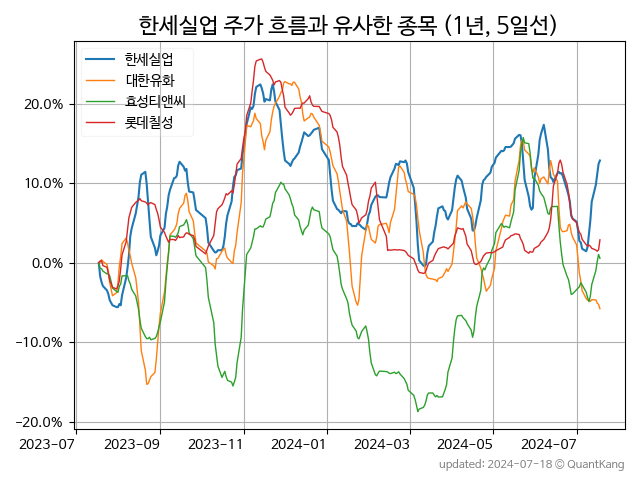 한세실업 주가 흐름과 유사한 종목 (1년, 5일선)
한세실업
대한유화
효성티앤씨
롯데칠성
20.0%
10.0%
0.0%
-10.0%
-20.0%
2023-07 2023-09 2023-11 2024-01 2024-03 2024-05 2024-07
updated: 2024-07-18 © QuantKang